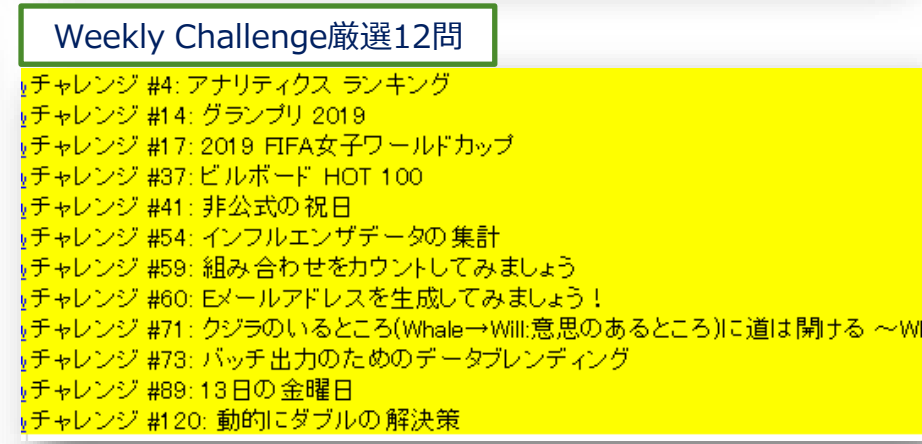 Weekly Challenge厳選12問
チャレンジ #4: アナリティクス ランキング
チャレンジ #14: グランプリ 2019
チャレンジ #17: 2019 FIFA女子ワールドカップ
チャレンジ #37: ビルボード HOT 100
チャレンジ #41: 非公式の祝日
チャレンジ #54: インフルエンザデータの集計
チャレンジ #59: 組み合わせをカウントしてみましょう
チャレンジ #60: Eメールアドレスを生成してみましょう！
チャレンジ #71: クジラのいるところ(Whale→Will:意思のあるところ)に道は開ける ～Wl
チャレンジ #73: バッチ出力のためのデータブレンディング
チャレンジ #89: 13日の金曜日
チャレンジ #120: 動的にダブルの解決策